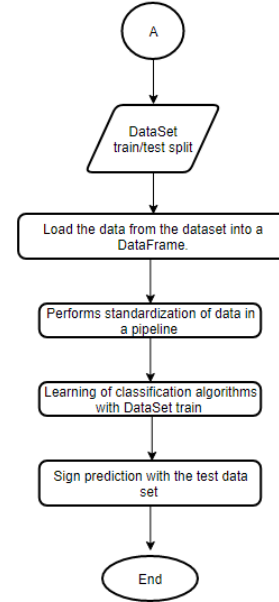 A
DataSet
train/test split
Load the data from the dataset into a
DataFrame.
Performs standardization of data in
a pipeline
Learning of classification algorithms
with DataSet train
Sign prediction with the test data
set
End